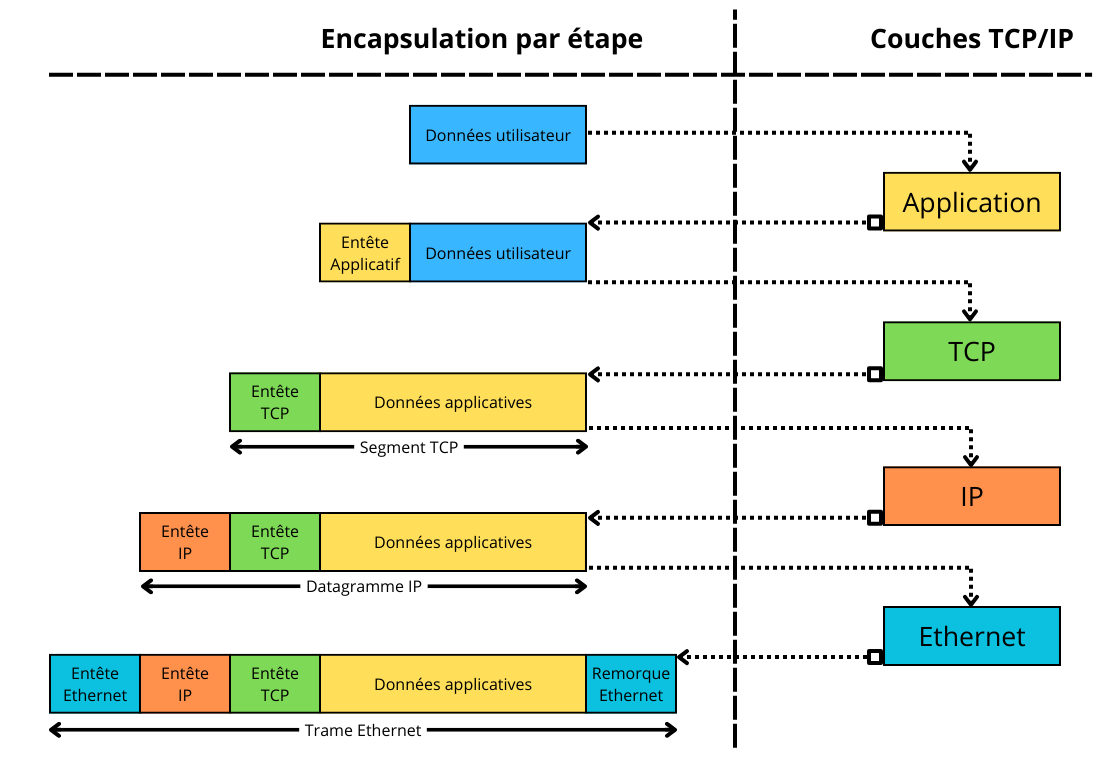 Encapsulation par étape
Couches TCP/IP
Données utilisateur
Application
Entête
Applicatif
Données utilisateur
TCP
Entête
TCP
Données applicatives
Segment TCP
IP
Entête
IP
Entête
TCP
Données applicatives
Datagramme IP
Ethernet
Entête
Ethernet
Entête
IP
Entête
TCP
Données applicatives
Remorque
Ethernet
Trame Ethernet